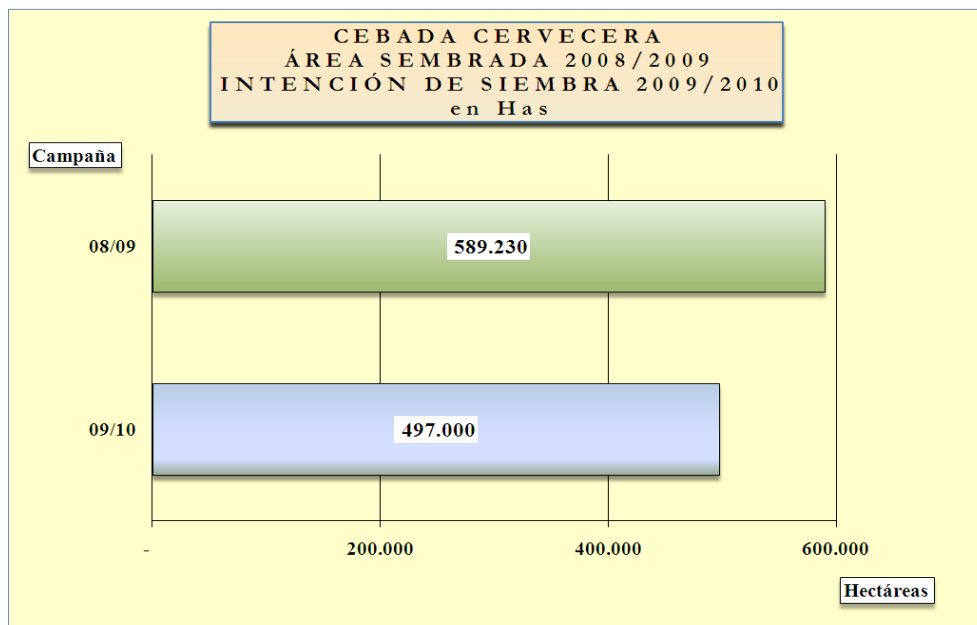 CEBADA CERVECERA
ÁREA SEMBRADA 2008/2009
INTENCIÓN DE SIEMBRA 2009/2010
en Has
Campaña
08/09
589.230
09/10
497.000
- 200.000 400.000 600.000
Hectáreas